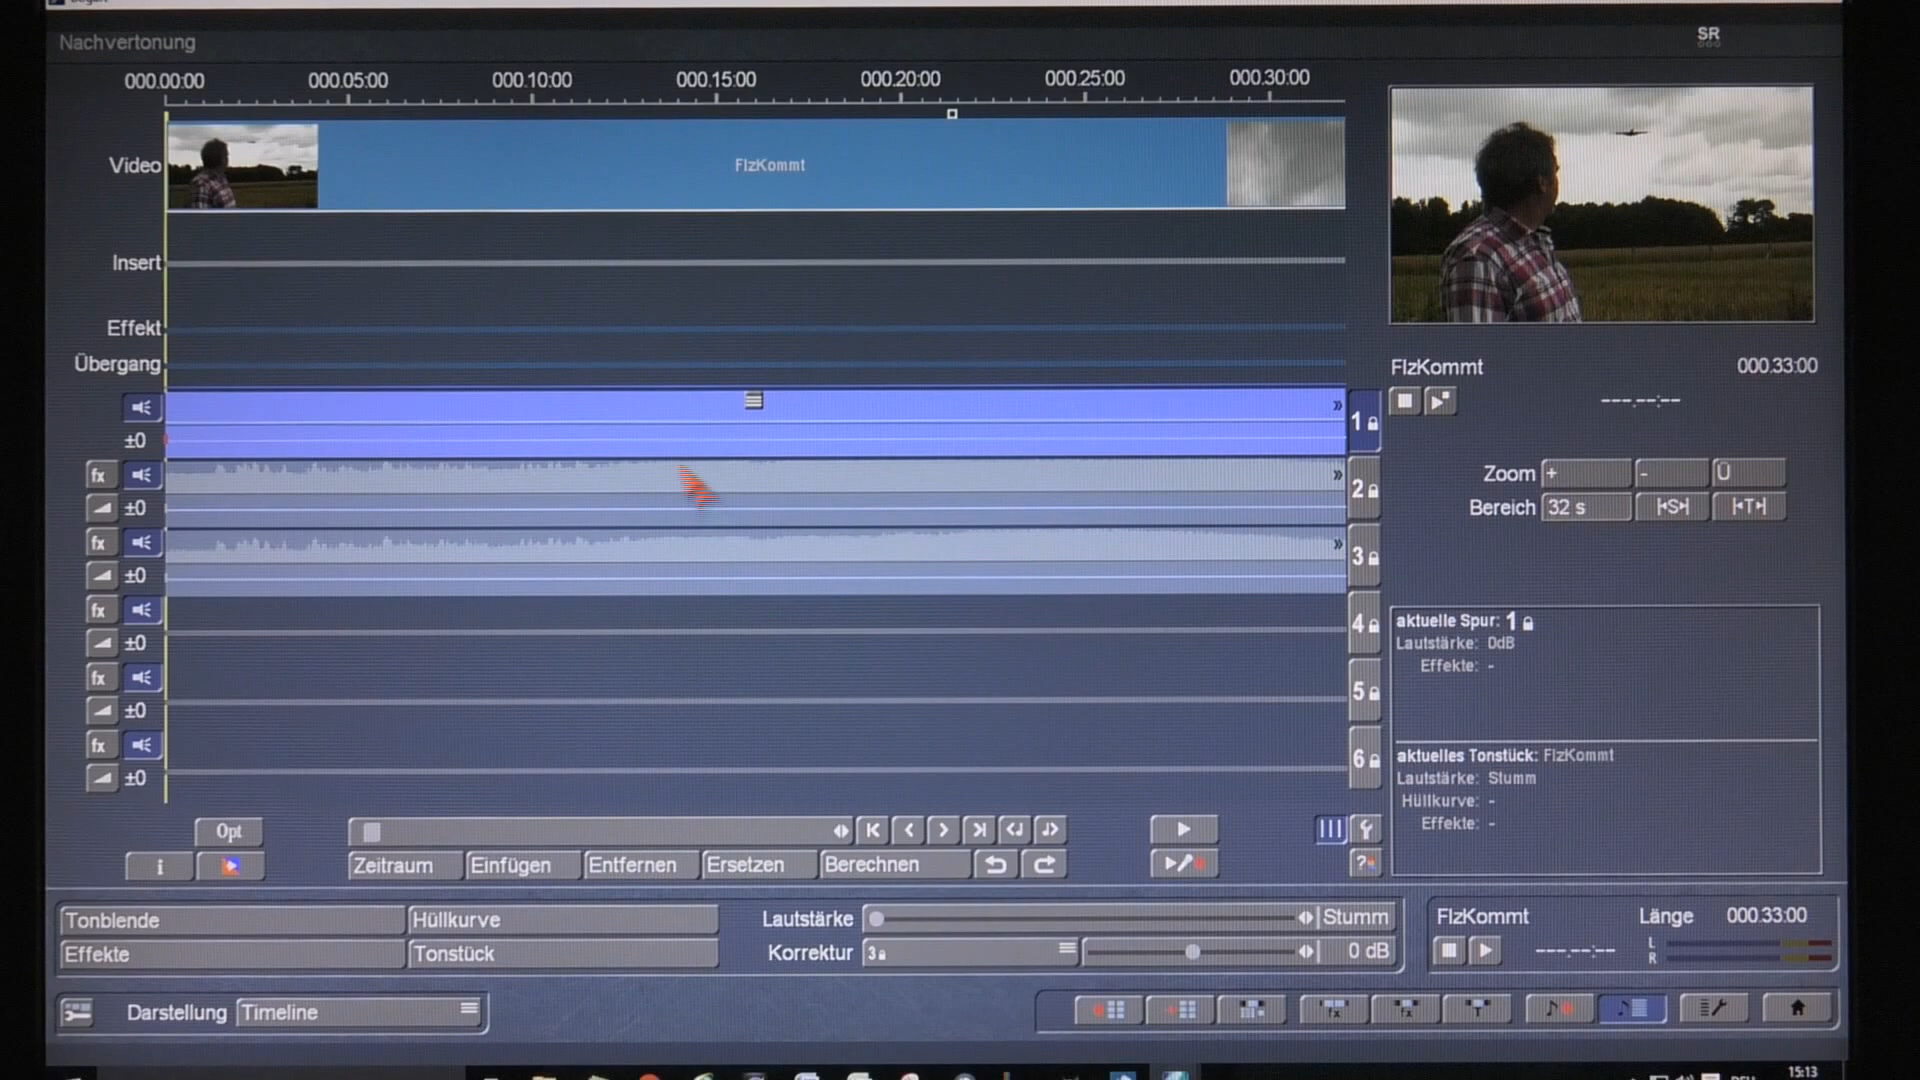 Nachvertonung
SR
000.00:00 000.05:00 000.10:00 000.15:00 000.20:00 000.25:00 000.30:00
Video
FlzKommt
Insert
Effekt
Übergang
FlzKommt 000.33:00
---.--:--
±0
1
fx
±0
2
fx
±0
3
fx
±0
4
fx
±0
5
fx
±0
6
Zoom + - Ü
Bereich 32 s |<S>| |<T>|
aktuelle Spur: 1
Lautstärke: 0dB
Effekte: -
aktuelles Tonstück: FlzKommt
Lautstärke: Stumm
Hüllkurve: -
Effekte: -
Opt
i
Zeitraum Einfügen Entfernen Ersetzen Berechnen
?
Tonblende Hüllkurve
Effekte Tonstück
Lautstärke Stumm
Korrektur 3 0 dB
FlzKommt Länge 000.33:00
---.--:--
L
R
Darstellung Timeline
fx fx T
15:13